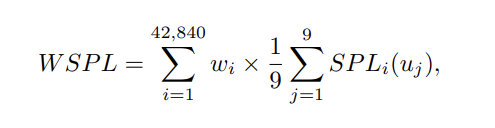 WSPL = \sum_{i=1}^{42,840} w_i \times \frac{1}{9} \sum_{j=1}^{9} SPL_i(u_j),